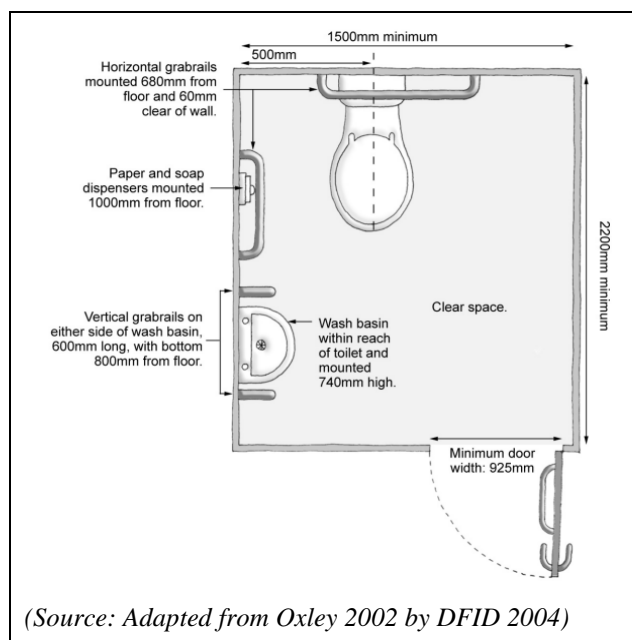 1500mm minimum
500mm
Horizontal grabrails
mounted 680mm from
floor and 60mm
clear of wall.
Paper and soap
dispensers mounted
1000mm from floor.
2200mm minimum
Clear space.
Vertical grabrails on
either side of wash basin,
600mm long, with bottom
800mm from floor.
Wash basin
within reach
of toilet and
mounted
740mm high.
Minimum door
width: 925mm
(Source: Adapted from Oxley 2002 by DFID 2004)